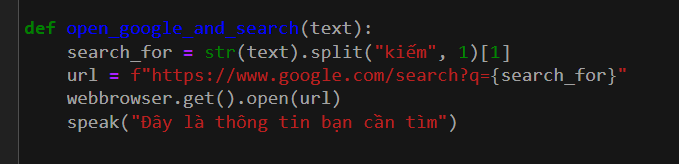 def open_google_and_search(text):
    search_for = str(text).split("kiếm", 1)[1]
    url = f"https://www.google.com/search?q={search_for}"
    webbrowser.get().open(url)
    speak("Đây là thông tin bạn cần tìm")